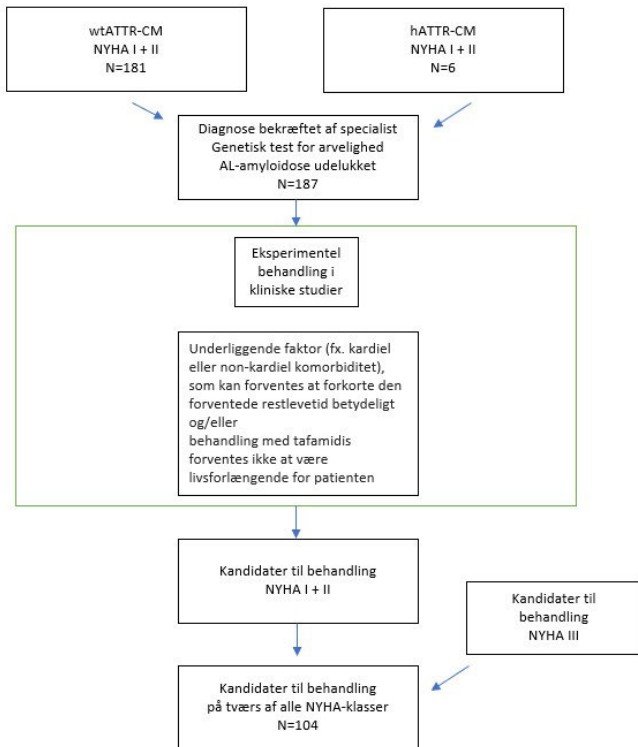 wtATTR-CM
NYHA I + II
N=181
hATTR-CM
NYHA I + II
N=6
Diagnose bekræftet af specialist
Genetisk test for arvelighed
AL-amyloidose udelukket
N=187
Eksperimentel
behandling i
kliniske studier
Underliggende faktor (fx. kardiel
eller non-kardiel komorbiditet),
som kan forventes at forkorte den
forventede restlevetid betydeligt
og/eller
behandling med tafamidis
forventes ikke at være
livsforlængende for patienten
Kandidater til behandling
NYHA I + II
Kandidater til
behandling
NYHA III
Kandidater til behandling
på tværs af alle NYHA-klasser
N=104